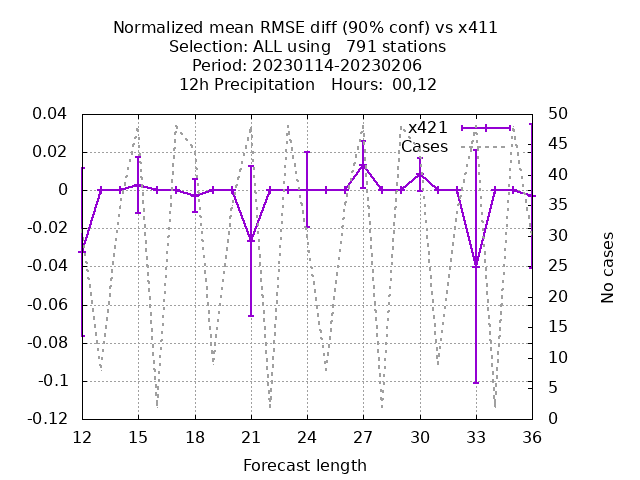 Normalized mean RMSE diff (90% conf) vs x411
Selection: ALL using   791 stations
Period: 20230114-20230206
12h Precipitation   Hours:  00,12
x421
Cases
0.04
0.02
0
-0.02
-0.04
-0.06
-0.08
-0.1
-0.12
50
45
40
35
30
25
20
15
10
5
0
No cases
12 15 18 21 24 27 30 33 36
Forecast length